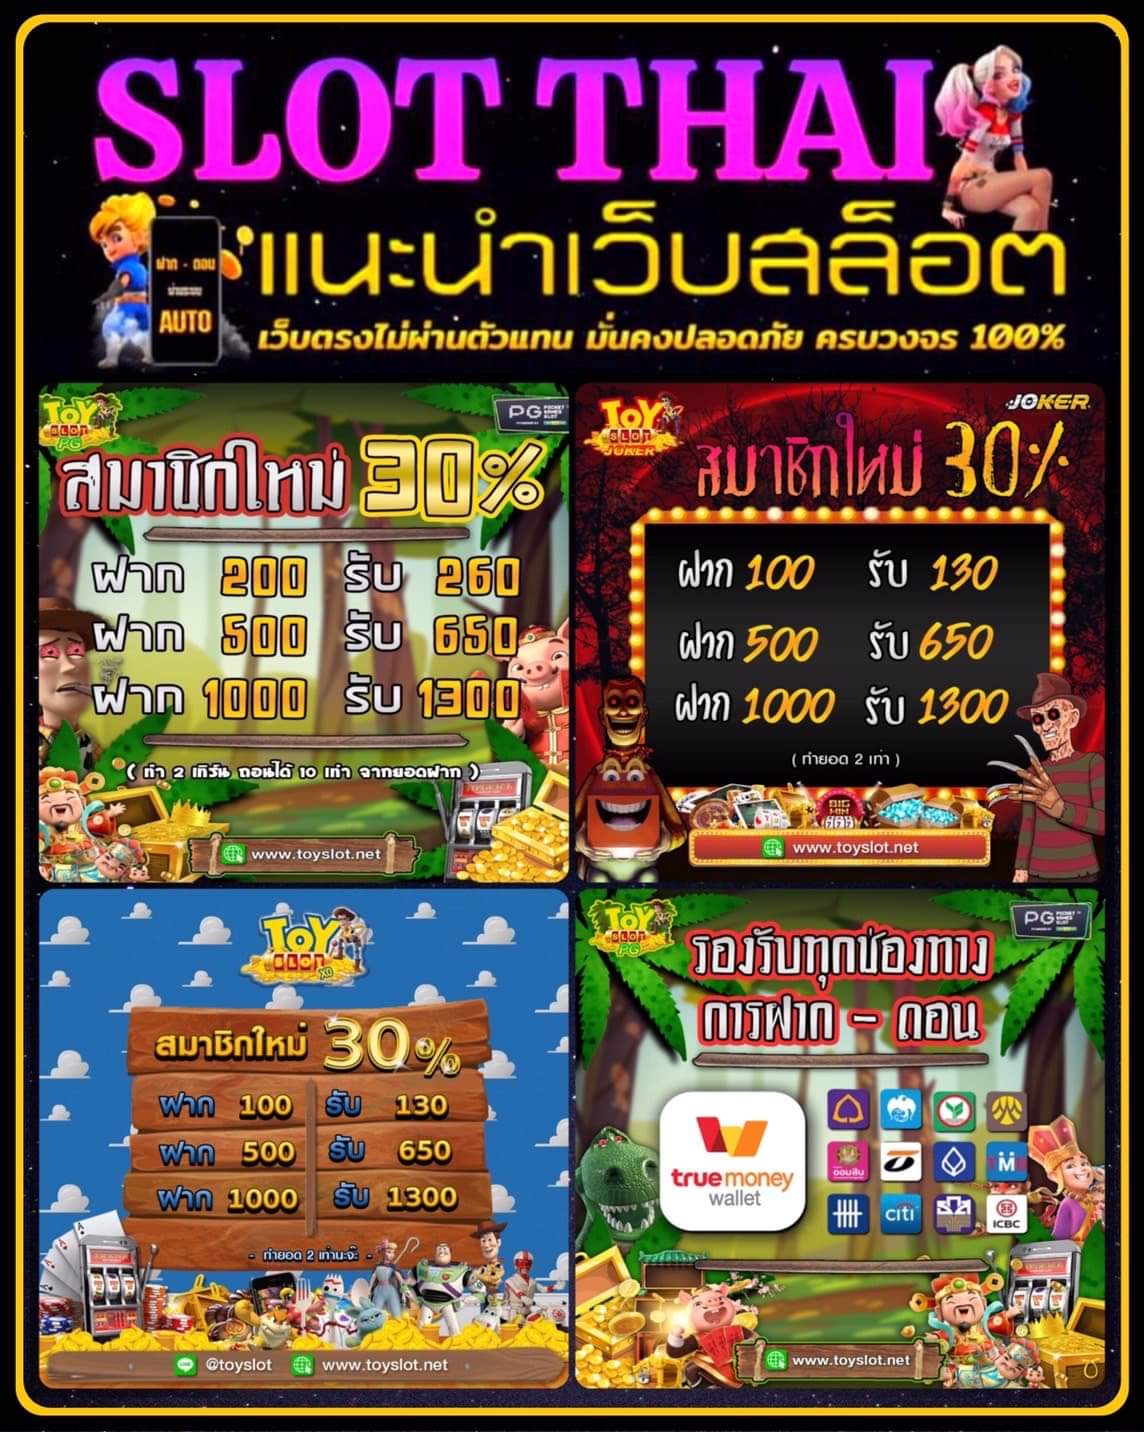 SLOT THAI
แนะนำเว็บสล็อต
ฝาก - ถอน
AUTO
เว็บตรงไม่ผ่านตัวแทน มั่นคงปลอดภัย ครบวงจร 100%
TOY
SLOT
PG
PG POCKET GAMES SLOT
สมาชิกใหม่ 30%
ฝาก 200 รับ 260
ฝาก 500 รับ 650
ฝาก 1000 รับ 1300
( ทำ 2 เทิร์น ถอนได้ 10 เท่า จากยอดฝาก )
www.toyslot.net
TOY
SLOT
JOKER
JOKER
สมาชิกใหม่ 30%
ฝาก 100 รับ 130
ฝาก 500 รับ 650
ฝาก 1000 รับ 1300
( ทำยอด 2 เท่า )
BIG
WIN
777
www.toyslot.net
TOY
SLOT
XO
สมาชิกใหม่ 30%
ฝาก 100 รับ 130
ฝาก 500 รับ 650
ฝาก 1000 รับ 1300
- ทำยอด 2 เท่านะจ๊ะ -
@toyslot www.toyslot.net
TOY
SLOT
PG
PG POCKET GAMES SLOT
รองรับทุกช่องทาง
การฝาก - ถอน
truemoney
wallet
ออมสิน
TMB
citi
ICBC
www.toyslot.net